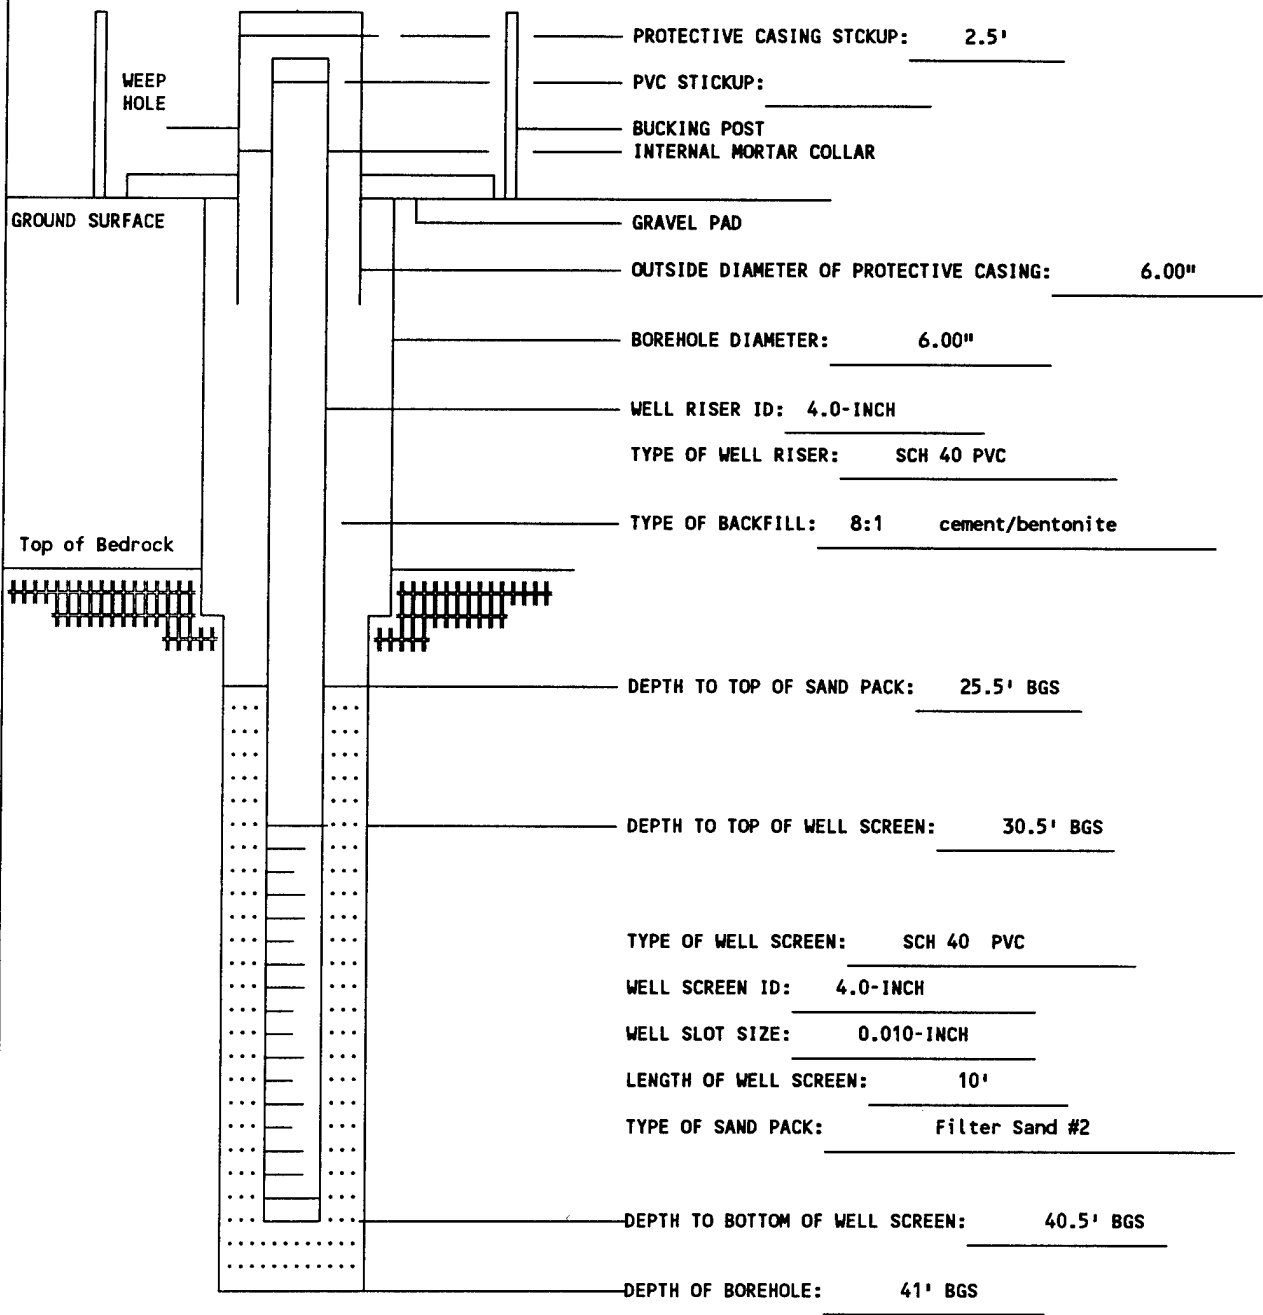 PROTECTIVE CASING STCKUP: 2.5'
WEEP
HOLE
PVC STICKUP:
BUCKING POST
INTERNAL MORTAR COLLAR
GROUND SURFACE
GRAVEL PAD
OUTSIDE DIAMETER OF PROTECTIVE CASING: 6.00"
BOREHOLE DIAMETER: 6.00"
WELL RISER ID: 4.0-INCH
TYPE OF WELL RISER: SCH 40 PVC
TYPE OF BACKFILL: 8:1 cement/bentonite
Top of Bedrock
DEPTH TO TOP OF SAND PACK: 25.5' BGS
DEPTH TO TOP OF WELL SCREEN: 30.5' BGS
TYPE OF WELL SCREEN: SCH 40 PVC
WELL SCREEN ID: 4.0-INCH
WELL SLOT SIZE: 0.010-INCH
LENGTH OF WELL SCREEN: 10'
TYPE OF SAND PACK: Filter Sand #2
DEPTH TO BOTTOM OF WELL SCREEN: 40.5' BGS
DEPTH OF BOREHOLE: 41' BGS